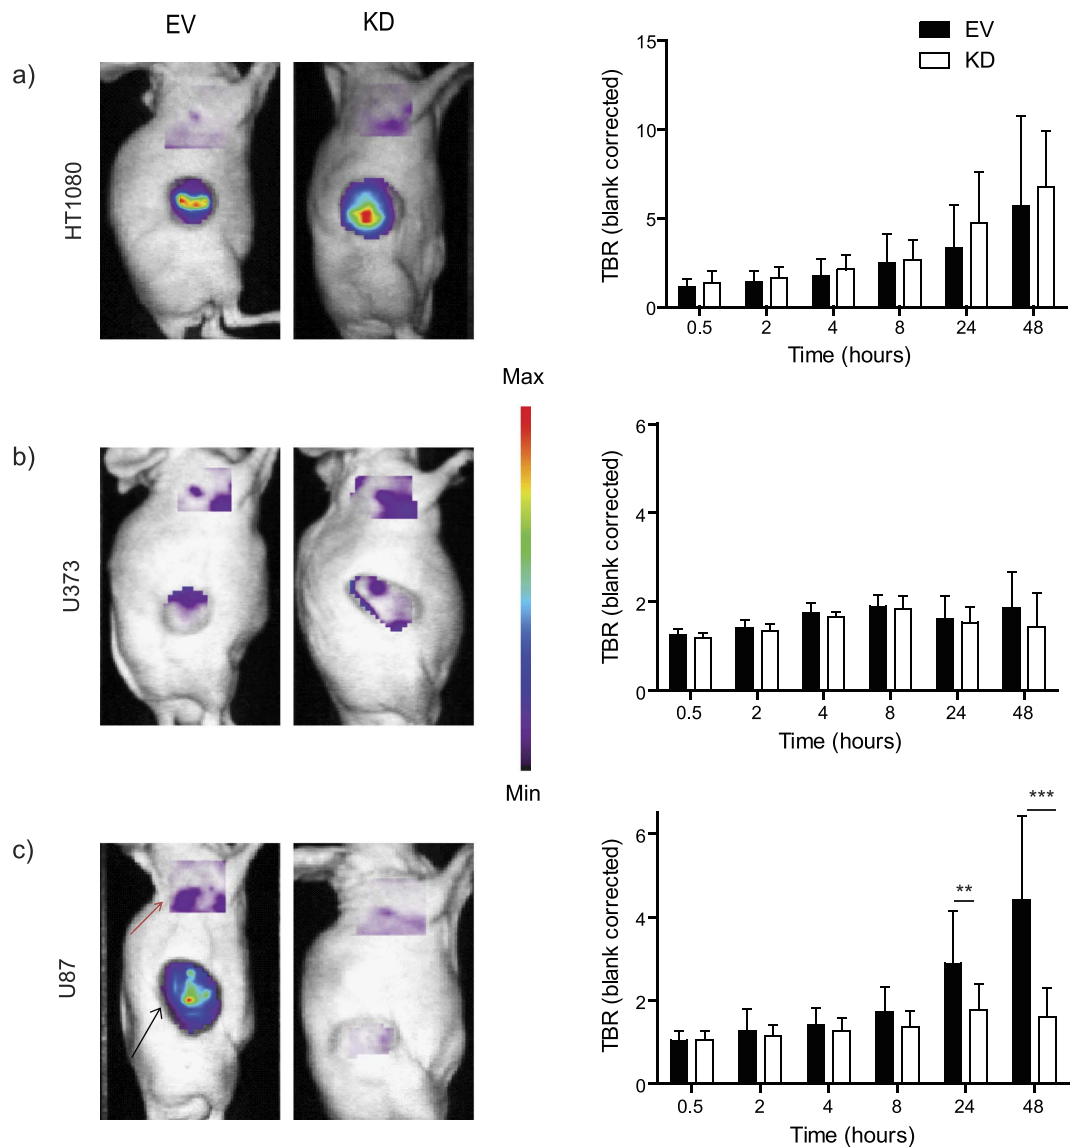 EV
KD
a)
HT1080
15
10
5
0
TBR (blank corrected)
EV
KD
0.5 2 4 8 24 48
Time (hours)
Max
Min
b)
U373
6
4
2
0
TBR (blank corrected)
0.5 2 4 8 24 48
Time (hours)
c)
U87
6
4
2
0
TBR (blank corrected)
**
***
0.5 2 4 8 24 48
Time (hours)